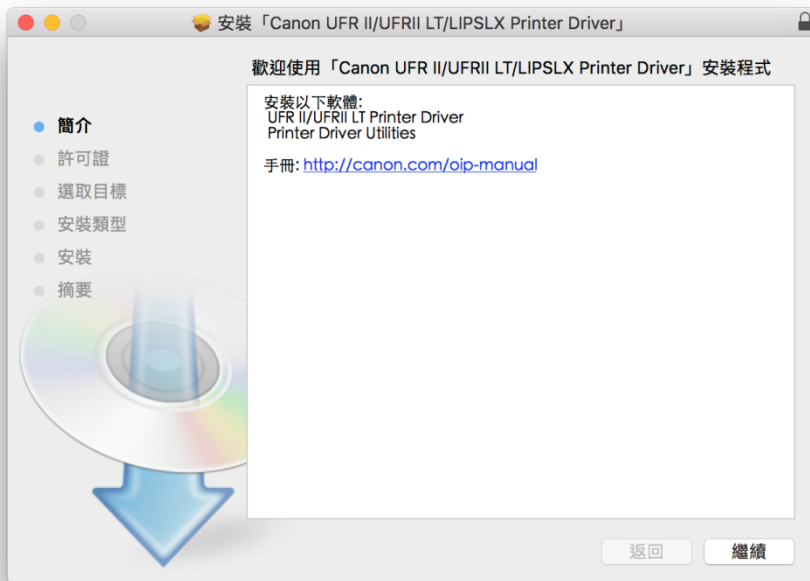 安裝「Canon UFR II/UFRII LT/LIPSLX Printer Driver」
歡迎使用「Canon UFR II/UFRII LT/LIPSLX Printer Driver」安裝程式
簡介
許可證
選取目標
安裝類型
安裝
摘要
安裝以下軟體:
UFR II/UFRII LT Printer Driver
Printer Driver Utilities
手冊: http://canon.com/oip-manual
返回
繼續